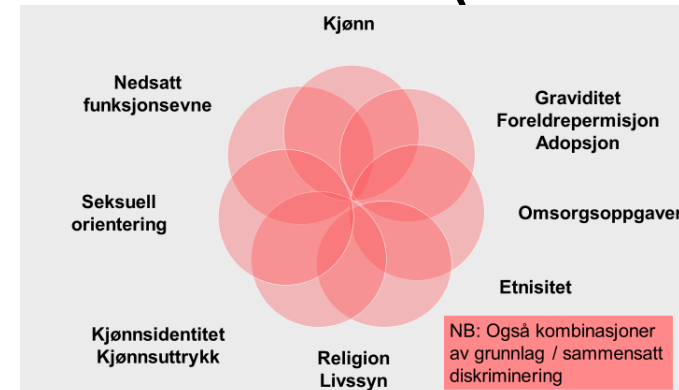 Kjønn
Nedsatt
funksjonsevne
Graviditet
Foreldrepermisjon
Adopsjon
Seksuell
orientering
Omsorgsoppgaver
Etnisitet
Kjønnsidentitet
Kjønnsuttrykk
Religion
Livssyn
NB: Også kombinasjoner
av grunnlag / sammensatt
diskriminering